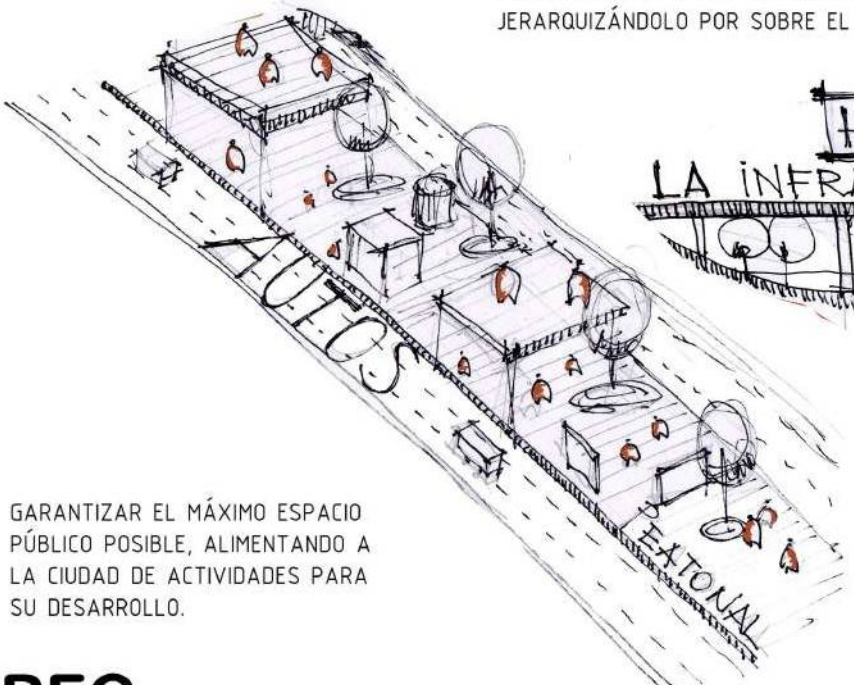 JERARQUIZÁNDOLO POR SOBRE EL
LA INFRA
AUTOS
EATONAL
GARANTIZAR EL MÁXIMO ESPACIO
PÚBLICO POSIBLE, ALIMENTANDO A
LA CIUDAD DE ACTIVIDADES PARA
SU DESARROLLO.